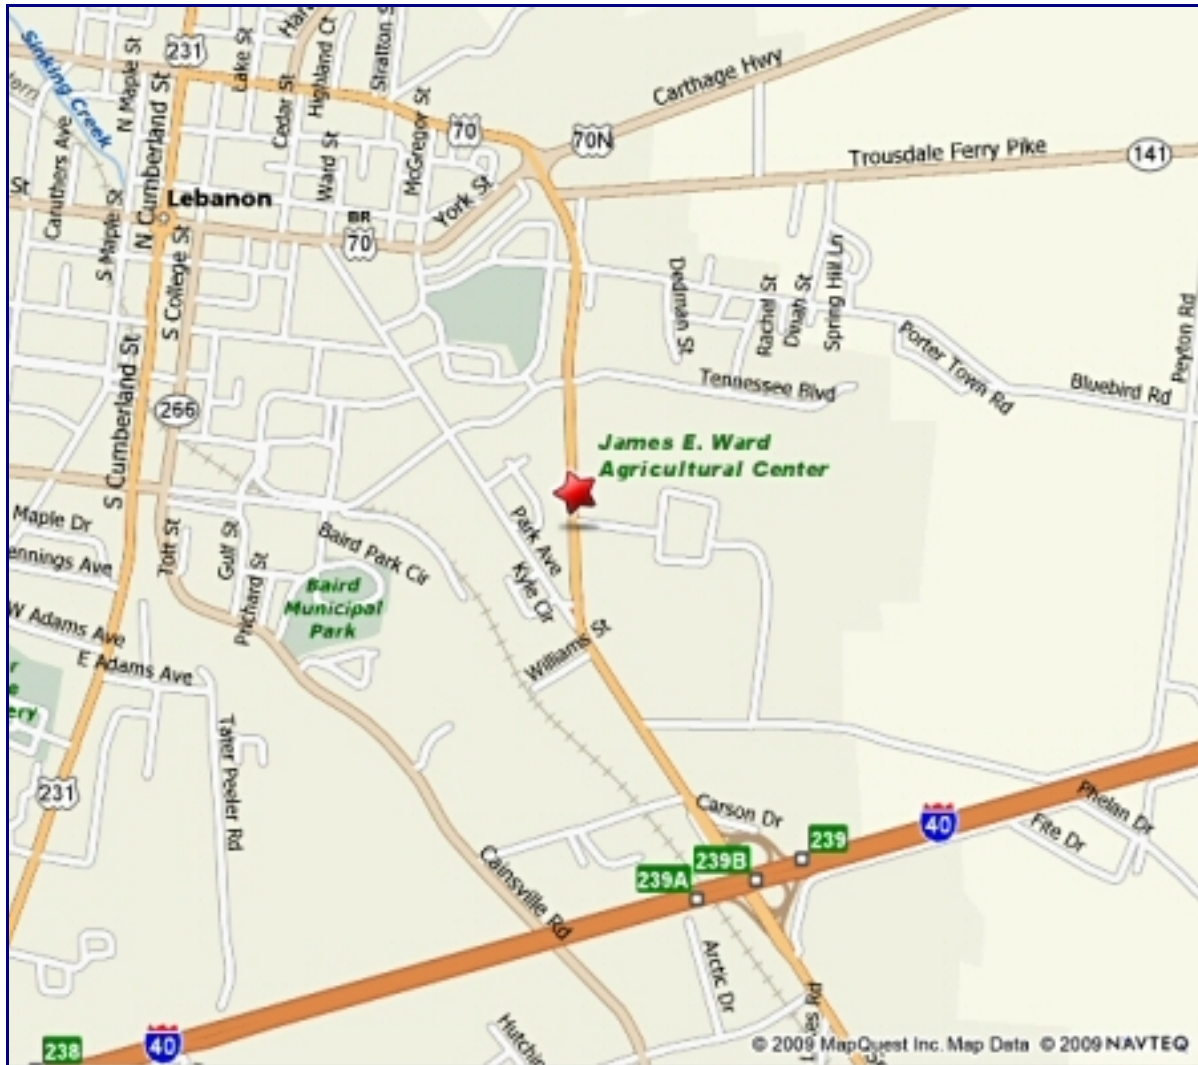 Sinking Creek
N Maple St
231
Lake St
Cedar St
Highland Ct
Stratton S
McGregor St
Ward St
70
70N
Carthage Hwy
Trousdale Ferry Pike
141
St
Caruthers Ave
S Maple St
N Cumberland St
Lebanon
S College St
BR
70
York St
Dedman St
Rachel St
Dinah St
Spring Hill Ln
Porter Town Rd
Bluebird Rd
Peyton Rd
Tennessee Blvd
S Cumberland St
266
James E. Ward
Agricultural Center
Maple Dr
ennings Ave
Toff St
Gulf St
Prichard St
Baird Park Cir
Baird
Municipal
Park
Park Ave
Kyle Cir
Williams St
W Adams Ave
E Adams Ave
Tater Peeler Rd
231
ery
Cainsville Rd
Carson Dr
239
239B
239A
40
Phelan Dr
Fite Dr
Arctic Dr
238
40
Hutchin
© 2009 MapQuest Inc. Map Data © 2009 NAVTEQ